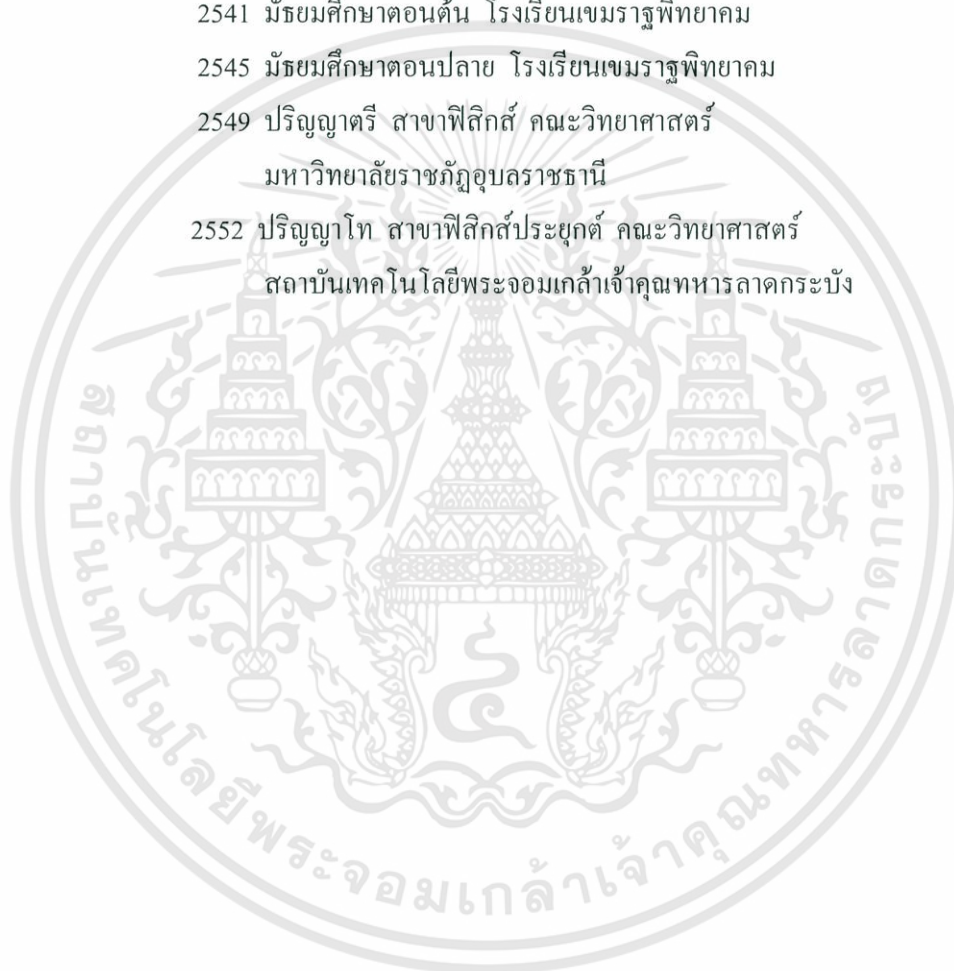 2541 มัธยมศึกษาตอนต้น โรงเรียนเขมราฐพิทยาคม
2545 มัธยมศึกษาตอนปลาย โรงเรียนเขมราฐพิทยาคม
2549 ปริญญาตรี สาขาฟิสิกส์ คณะวิทยาศาสตร์
มหาวิทยาลัยราชภัฏอุบลราชธานี
2552 ปริญญาโท สาขาฟิสิกส์ประยุกต์ คณะวิทยาศาสตร์
สถาบันเทคโนโลยีพระจอมเกล้าเจ้าคุณทหารลาดกระบัง
สถาบันเทคโนโลยีพระจอมเกล้าเจ้าคุณทหารลาดกระบัง
๔